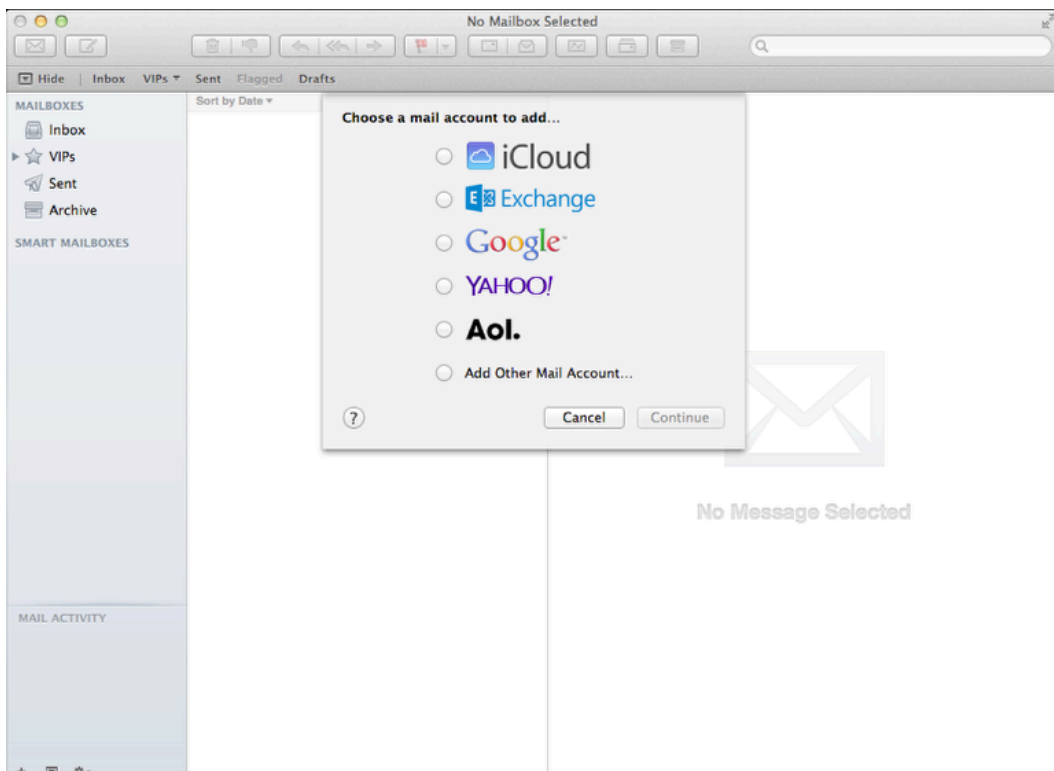 No Mailbox Selected
Hide Inbox VIPs Sent Flagged Drafts
MAILBOXES
Inbox
VIPs
Sent
Archive
SMART MAILBOXES
MAIL ACTIVITY
Sort by Date
Choose a mail account to add...
iCloud
E Exchange
Google™
YAHOO!
Aol.
Add Other Mail Account...
? Cancel Continue
No Message Selected